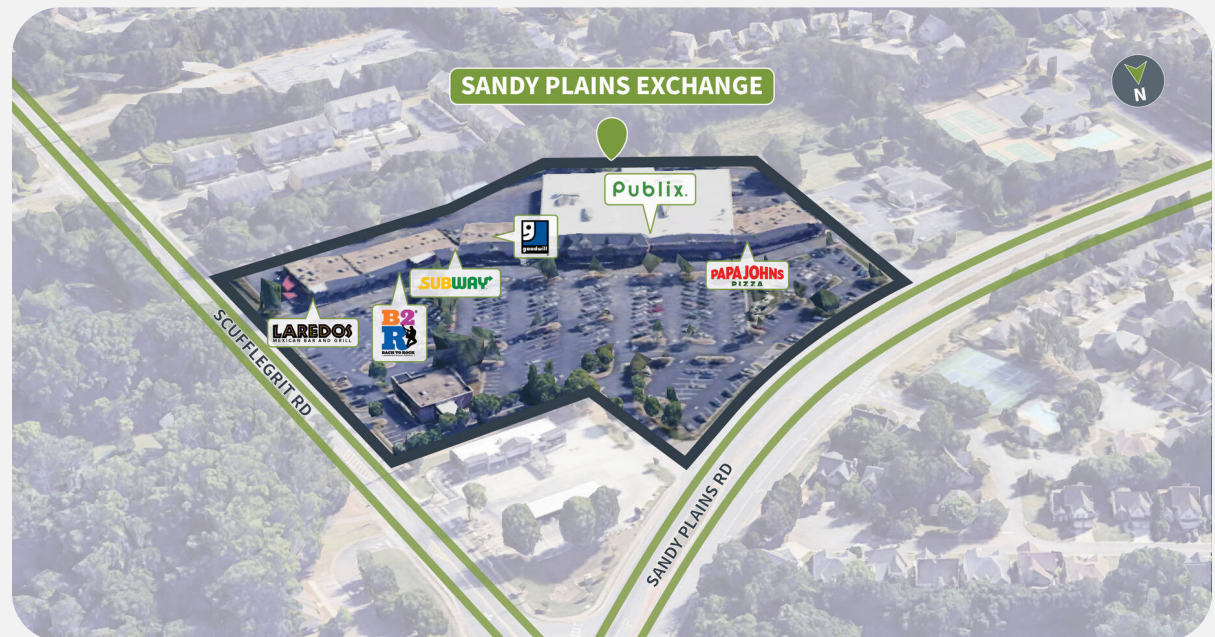 SANDY PLAINS EXCHANGE
N
Publix.
goodwill
SUBWAY
PAPA JOHNS
PIZZA
LAREDOS
MEXICAN BAR AND GRILL
B2
R
BACK TO ROCK
SCUFFLEGRIT RD
SANDY PLAINS RD